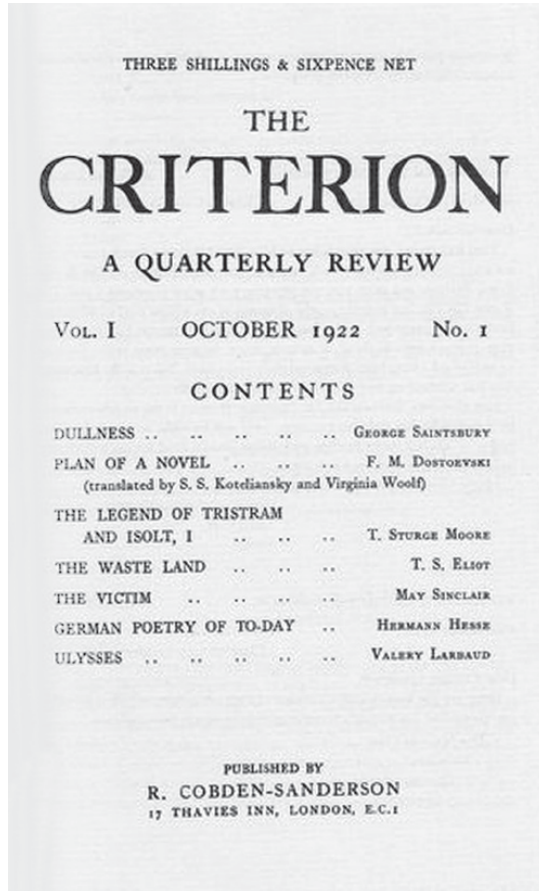 THREE SHILLINGS & SIXPENCE NET
THE
CRITERION
A QUARTERLY REVIEW
Vol. I OCTOBER 1922 No. 1
CONTENTS
DULLNESS .. .. .. .. .. George Saintsbury
PLAN OF A NOVEL .. .. .. F. M. Dostoevski
(translated by S. S. Koteliansky and Virginia Woolf)
THE LEGEND OF TRISTRAM
AND ISOLT, I .. .. .. T. Sturge Moore
THE WASTE LAND .. .. .. T. S. Eliot
THE VICTIM .. .. .. .. May Sinclair
GERMAN POETRY OF TO-DAY .. Hermann Hesse
ULYSSES .. .. .. .. .. Valery Larbaud
PUBLISHED BY
R. COBDEN-SANDERSON
17 THAVIES INN, LONDON, E.C.1